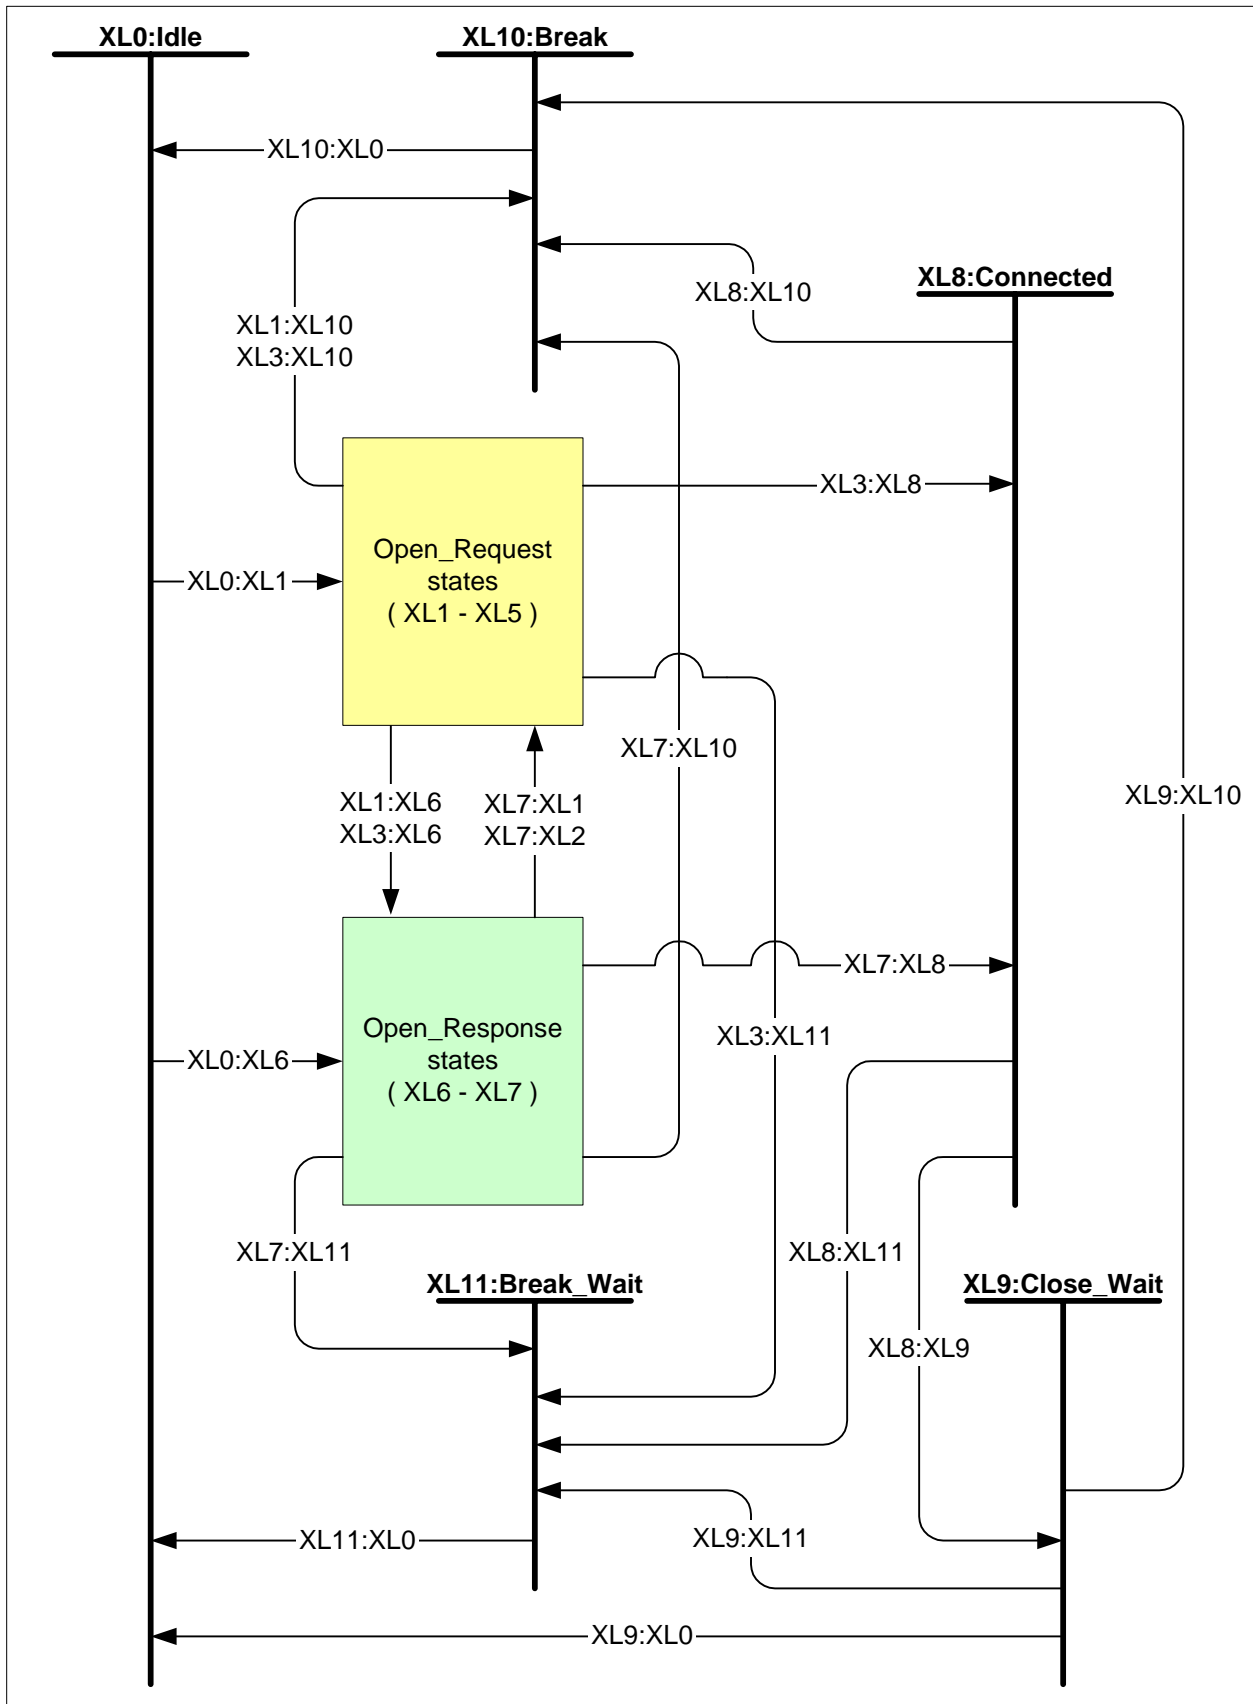 XL0:Idle
XL10:Break
XL10:XL0
XL8:Connected
XL8:XL10
XL1:XL10
XL3:XL10
XL3:XL8
Open_Request
states
( XL1 - XL5 )
XL0:XL1
XL7:XL10
XL9:XL10
XL1:XL6
XL3:XL6
XL7:XL1
XL7:XL2
XL7:XL8
Open_Response
states
( XL6 - XL7 )
XL3:XL11
XL0:XL6
XL7:XL11
XL8:XL11
XL11:Break_Wait
XL9:Close_Wait
XL8:XL9
XL11:XL0
XL9:XL11
XL9:XL0